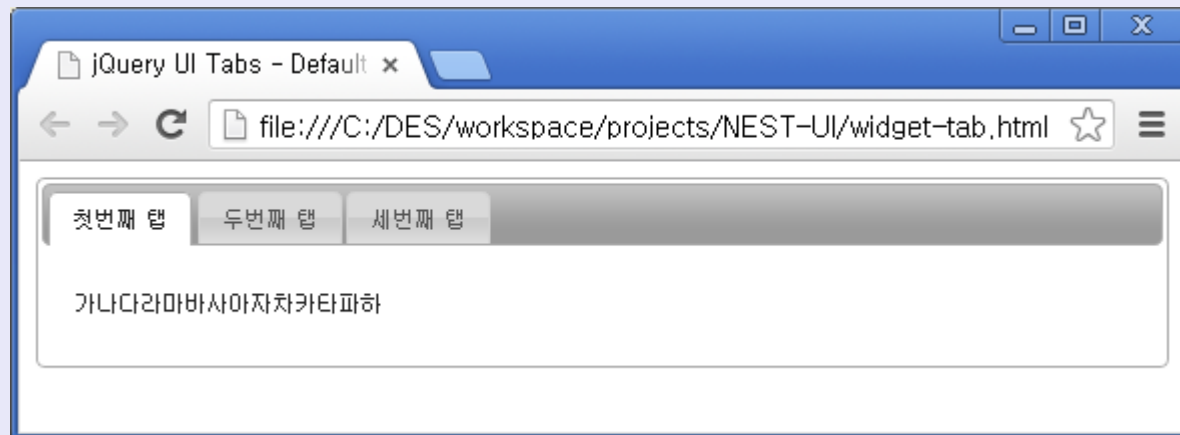 jQuery UI Tabs - Default
file:///C:/DES/workspace/projects/NEST-UI/widget-tab.html
첫번째 탭 두번째 탭 세번째 탭
가나다라마바사아자차카타파하